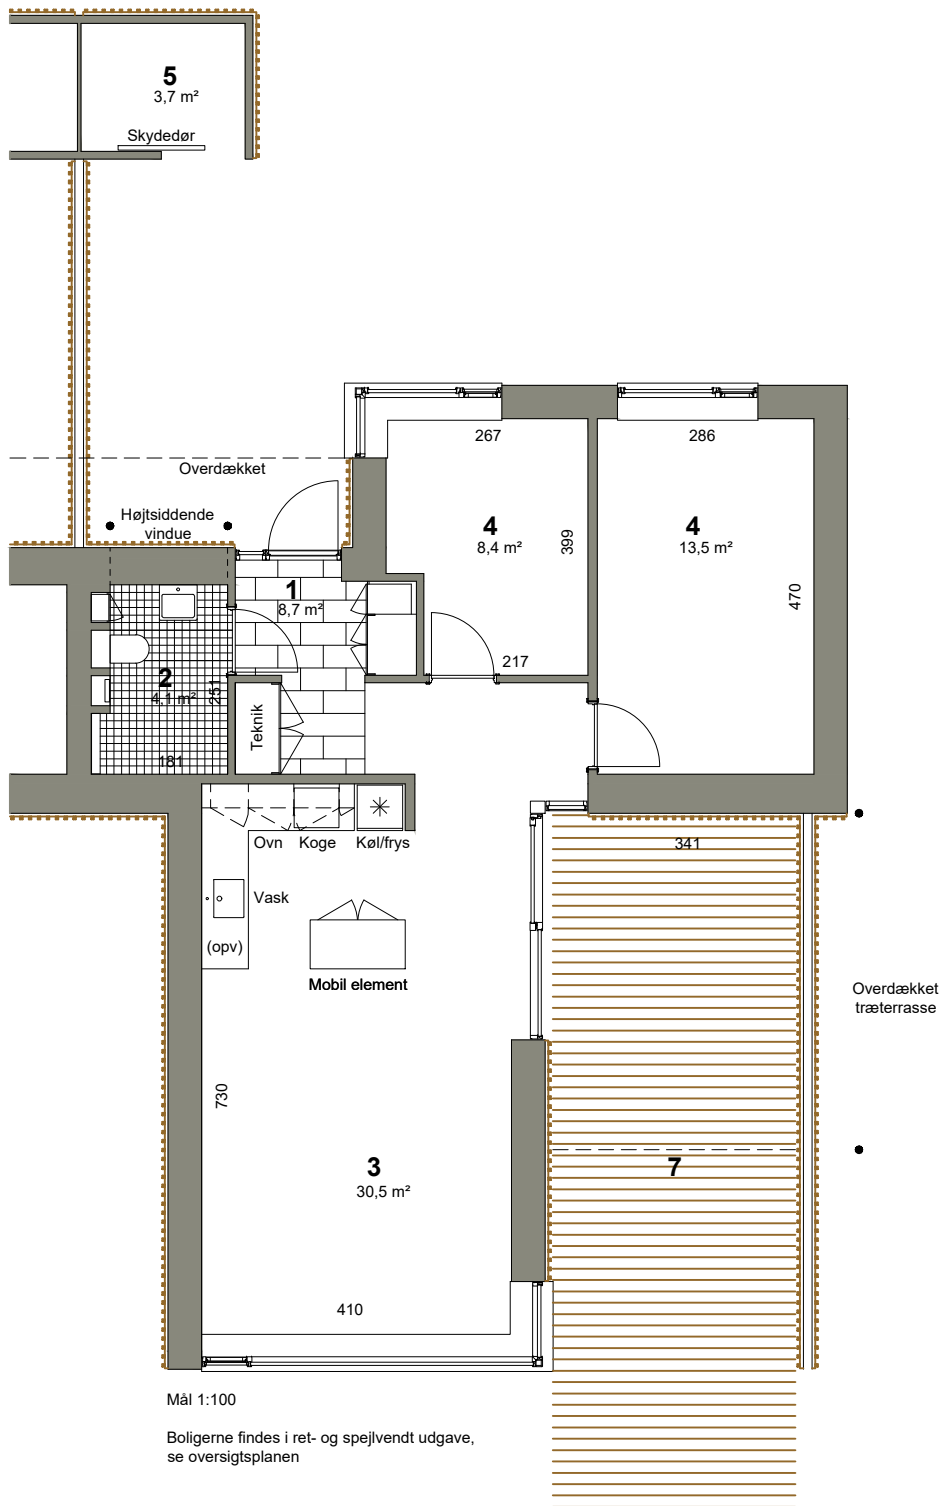 5
3,7 m²
Skydedør
267
286
Overdækket
Højtsiddende
vindue
4
8,4 m²
399
4
13,5 m²
470
1
8,7 m²
217
2
4,1 m²
251
181
Teknik
Ovn
Koge
Køl/frys
341
Vask
(opv)
Mobil element
Overdækket
træterrasse
730
3
30,5 m²
7
410
Mål 1:100
Boligerne findes i ret- og spejlvendt udgave,
se oversigtsplanen